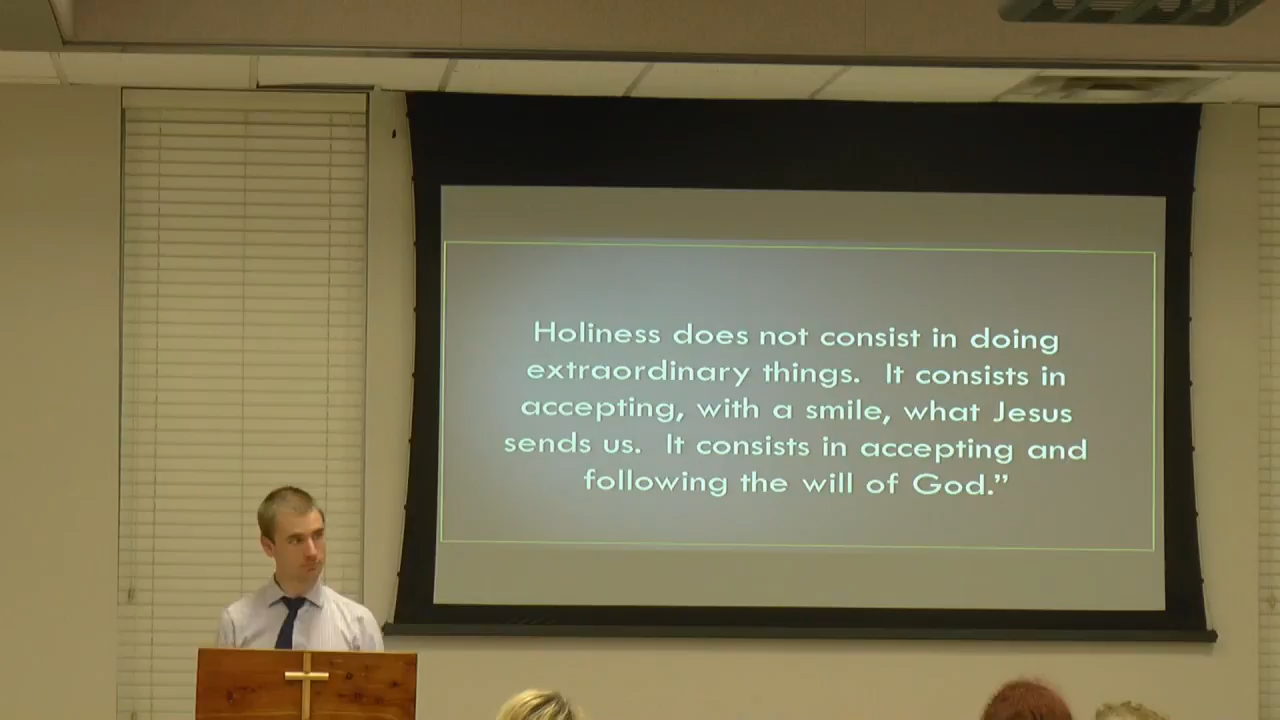 Holiness does not consist in doing
extraordinary things.  It consists in
accepting, with a smile, what Jesus
sends us.  It consists in accepting and
following the will of God.”